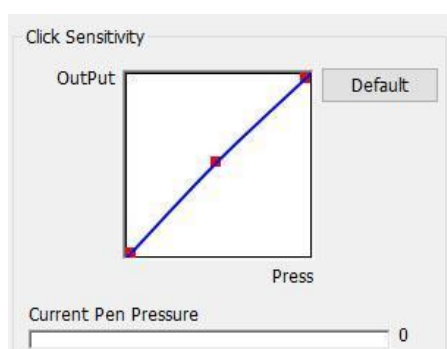 Click Sensitivity
OutPut
Default
Press
Current Pen Pressure
0